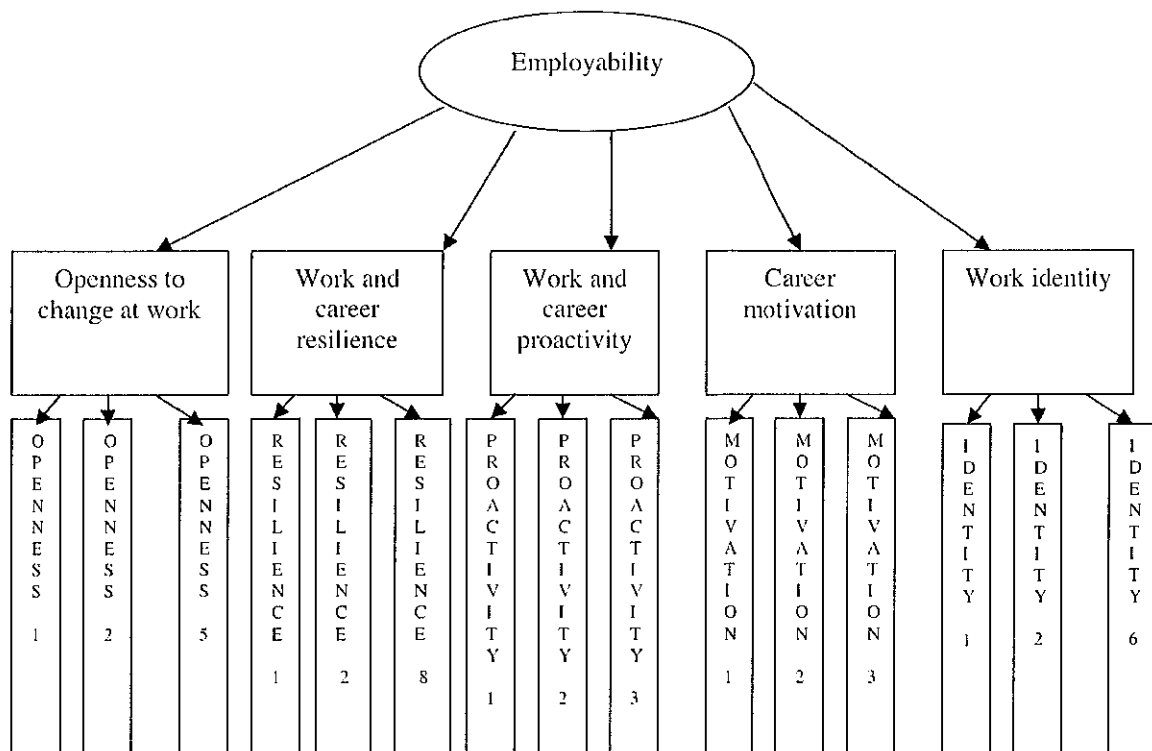 Employability
Openness to
change at work
Work and
career
resilience
Work and
career
proactivity
Career
motivation
Work identity
OPENNESS 1
OPENNESS 2
OPENNESS 5
RESILIENCE 1
RESILIENCE 2
RESILIENCE 8
PROACTIVITY 1
PROACTIVITY 2
PROACTIVITY 3
MOTIVATION 1
MOTIVATION 2
MOTIVATION 3
IDENTITY 1
IDENTITY 2
IDENTITY 6